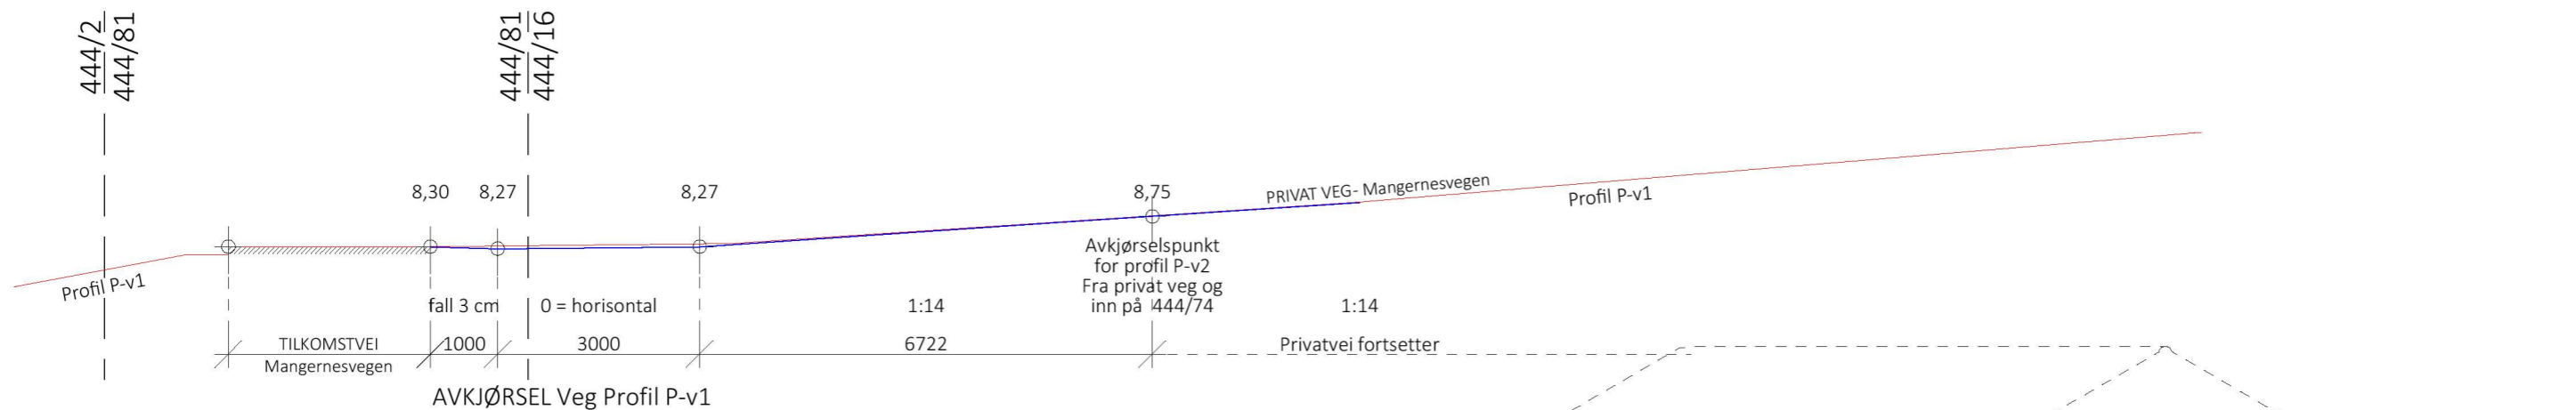 444/2
444/81
444/81
444/16
8,30
8,27
8,27
8,75
PRIVAT VEG- Mangernesvegen
Profil P-v1
Profil P-v1
Avkjørselspunkt
for profil P-v2
Fra privat veg og
inn på 444/74
fall 3 cm
0 = horisontal
1:14
1:14
TILKOMSTVEI
Mangernesvegen
1000
3000
6722
Privatvei fortsetter
AVKJØRSEL Veg Profil P-v1